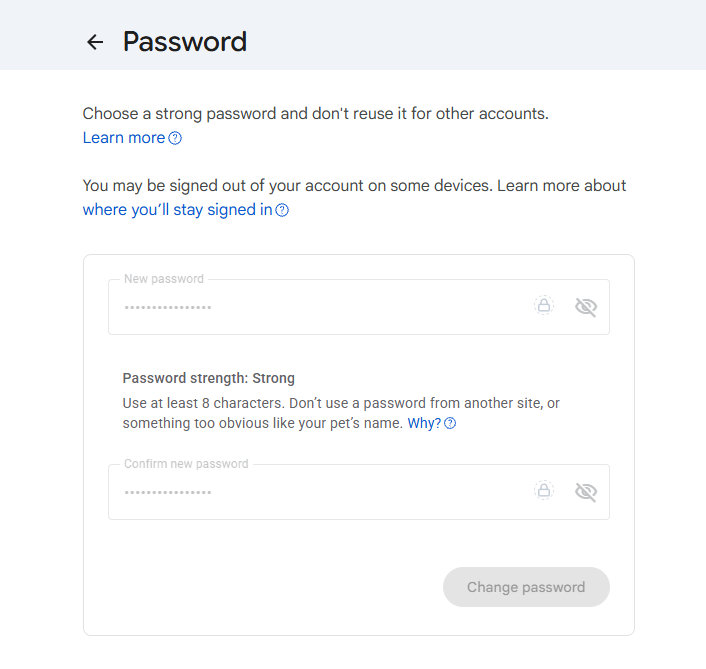 Password
Choose a strong password and don't reuse it for other accounts.
Learn more
You may be signed out of your account on some devices. Learn more about
where you’ll stay signed in
New password
••••••••••••••••
Password strength: Strong
Use at least 8 characters. Don’t use a password from another site, or
something too obvious like your pet’s name. Why?
Confirm new password
••••••••••••••••
Change password